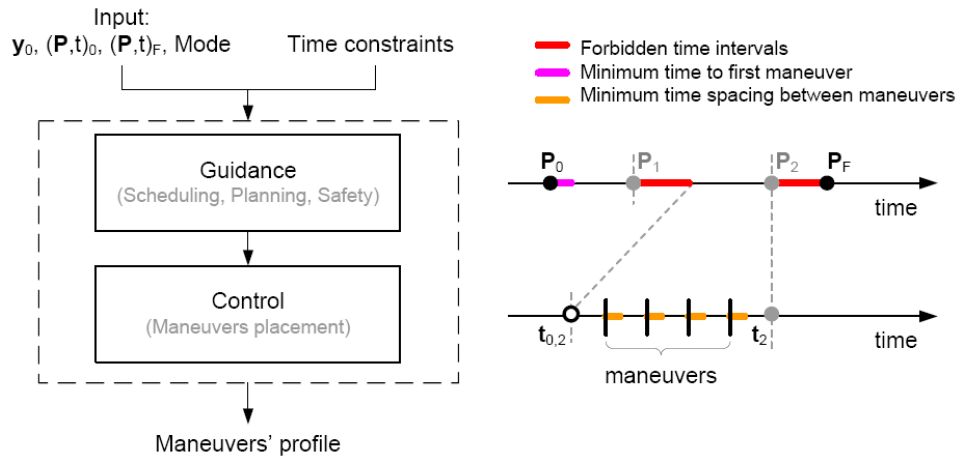 Input:
y0, (P,t)0, (P,t)F, Mode
Time constraints
Guidance
(Scheduling, Planning, Safety)
Control
(Maneuvers placement)
Maneuvers’ profile
Forbidden time intervals
Minimum time to first maneuver
Minimum time spacing between maneuvers
P0
P1
P2
PF
time
t0,2
t2
time
maneuvers